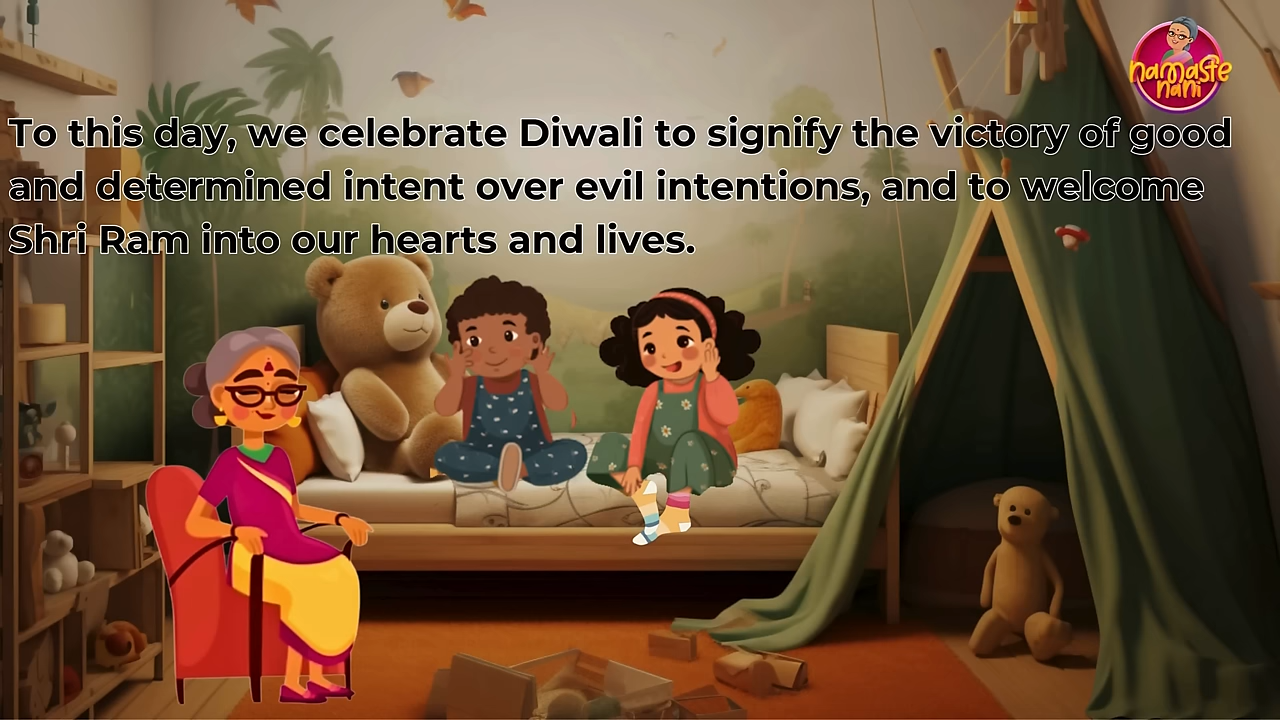 namaste
nani
To this day, we celebrate Diwali to signify the victory of good
and determined intent over evil intentions, and to welcome
Shri Ram into our hearts and lives.